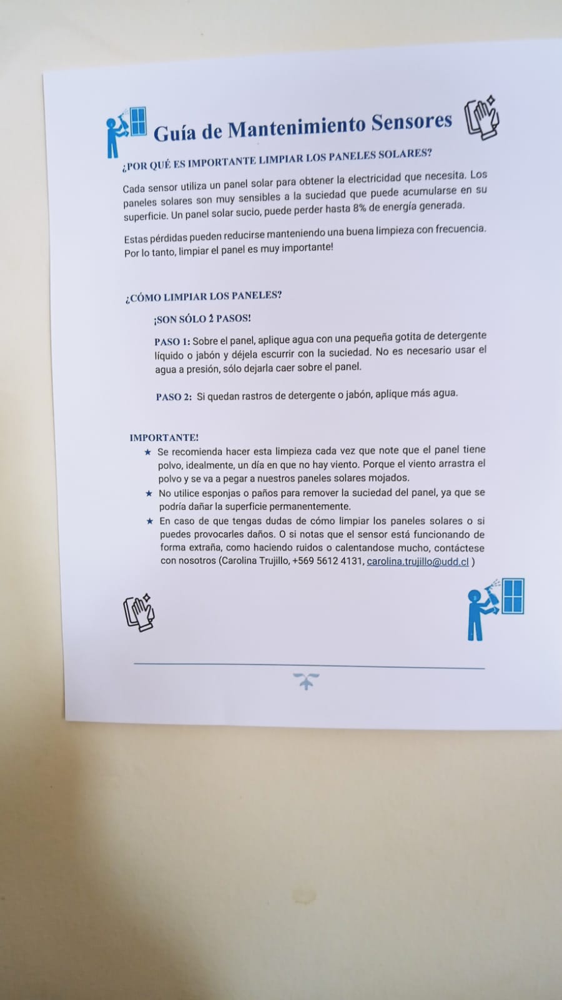 Guía de Mantenimiento Sensores
¿POR QUÉ ES IMPORTANTE LIMPIAR LOS PANELES SOLARES?
Cada sensor utiliza un panel solar para obtener la electricidad que necesita. Los
paneles solares son muy sensibles a la suciedad que puede acumularse en su
superficie. Un panel solar sucio, puede perder hasta 8% de energía generada.
Estas pérdidas pueden reducirse manteniendo una buena limpieza con frecuencia.
Por lo tanto, limpiar el panel es muy importante!
¿CÓMO LIMPIAR LOS PANELES?
¡SON SÓLO 2 PASOS!
PASO 1: Sobre el panel, aplique agua con una pequeña gotita de detergente
líquido o jabón y déjela escurrir con la suciedad. No es necesario usar el
agua a presión, sólo dejarla caer sobre el panel.
PASO 2: Si quedan rastros de detergente o jabón, aplique más agua.
IMPORTANTE!
★ Se recomienda hacer esta limpieza cada vez que note que el panel tiene
polvo, idealmente, un día en que no hay viento. Porque el viento arrastra el
polvo y se va a pegar a nuestros paneles solares mojados.
★ No utilice esponjas o paños para remover la suciedad del panel, ya que se
podría dañar la superficie permanentemente.
★ En caso de que tengas dudas de cómo limpiar los paneles solares o si
puedes provocarles daños. O si notas que el sensor está funcionando de
forma extraña, como haciendo ruidos o calentandose mucho, contáctese
con nosotros (Carolina Trujillo, +569 5612 4131, carolina.trujillo@udd.cl )